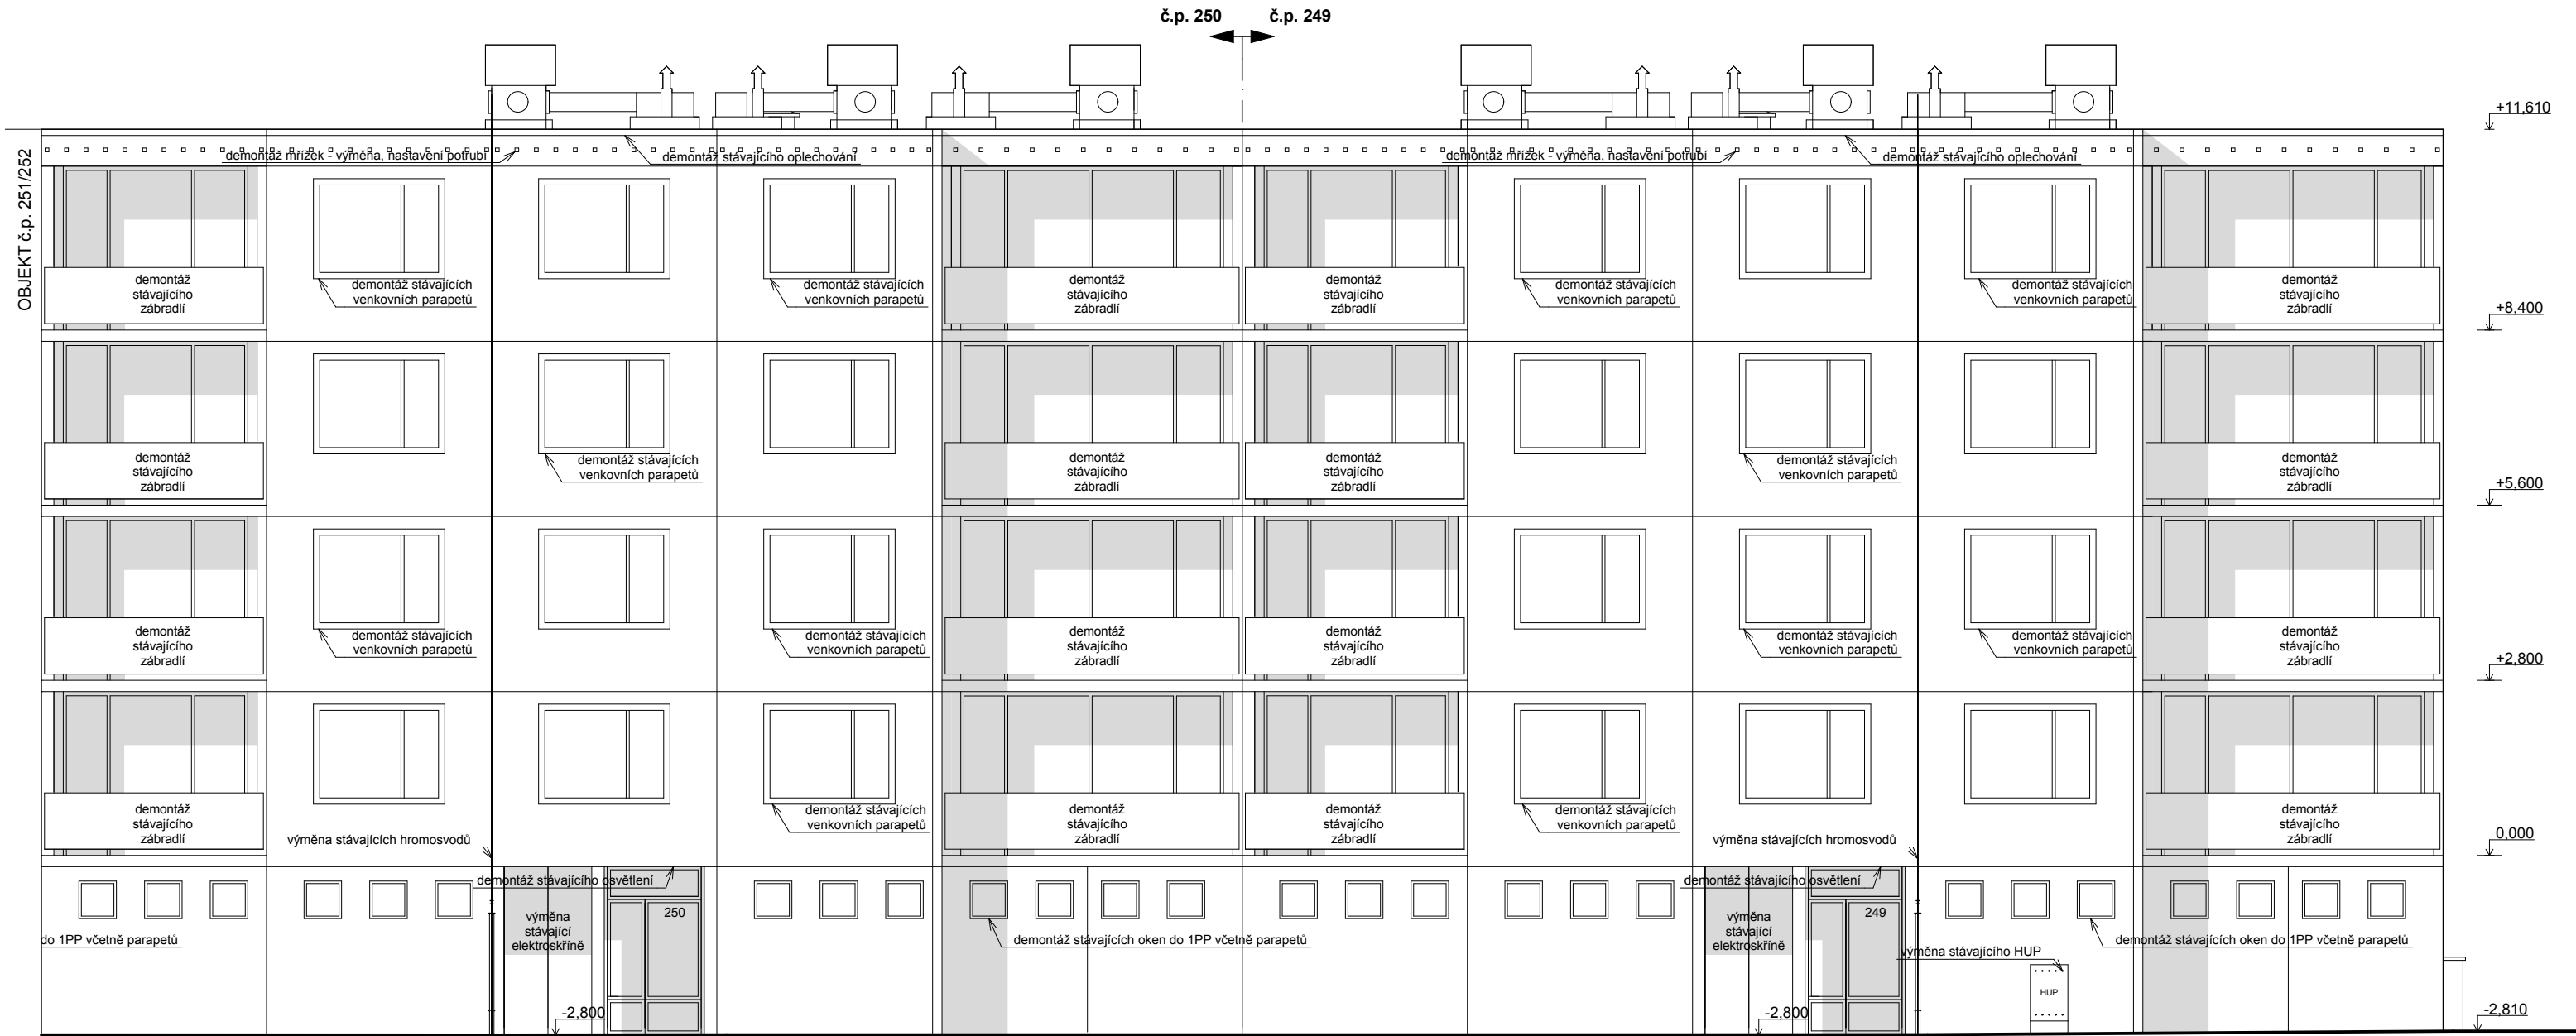 č.p. 250
č.p. 249
+11,610
OBJEKT č.p. 251/252
demontáž mřížek - výměna, nastavení potrubí
demontáž stávajícího oplechování
demontáž mřížek - výměna, nastavení potrubí
demontáž stávajícího oplechování
demontáž
stávajícího
zábradlí
demontáž stávajících
venkovních parapetů
demontáž stávajících
venkovních parapetů
demontáž
stávajícího
zábradlí
demontáž
stávajícího
zábradlí
demontáž stávajících
venkovních parapetů
demontáž stávajících
venkovních parapetů
demontáž
stávajícího
zábradlí
+8,400
demontáž
stávajícího
zábradlí
demontáž stávajících
venkovních parapetů
demontáž
stávajícího
zábradlí
demontáž
stávajícího
zábradlí
demontáž stávajících
venkovních parapetů
demontáž
stávajícího
zábradlí
+5,600
demontáž
stávajícího
zábradlí
demontáž stávajících
venkovních parapetů
demontáž stávajících
venkovních parapetů
demontáž
stávajícího
zábradlí
demontáž
stávajícího
zábradlí
demontáž stávajících
venkovních parapetů
demontáž stávajících
venkovních parapetů
demontáž
stávajícího
zábradlí
+2,800
demontáž
stávajícího
zábradlí
demontáž stávajících
venkovních parapetů
demontáž
stávajícího
zábradlí
demontáž
stávajícího
zábradlí
demontáž stávajících
venkovních parapetů
demontáž
stávajícího
zábradlí
0,000
výměna stávajících hromosvodů
výměna stávajících hromosvodů
demontáž stávajícího osvětlení
demontáž stávajícího osvětlení
výměna
stávající
elektroskříně
250
výměna
stávající
elektroskříně
249
do 1PP včetně parapetů
demontáž stávajících oken do 1PP včetně parapetů
demontáž stávajících oken do 1PP včetně parapetů
výměna stávajícího HUP
HUP
-2,800
-2,800
-2,810